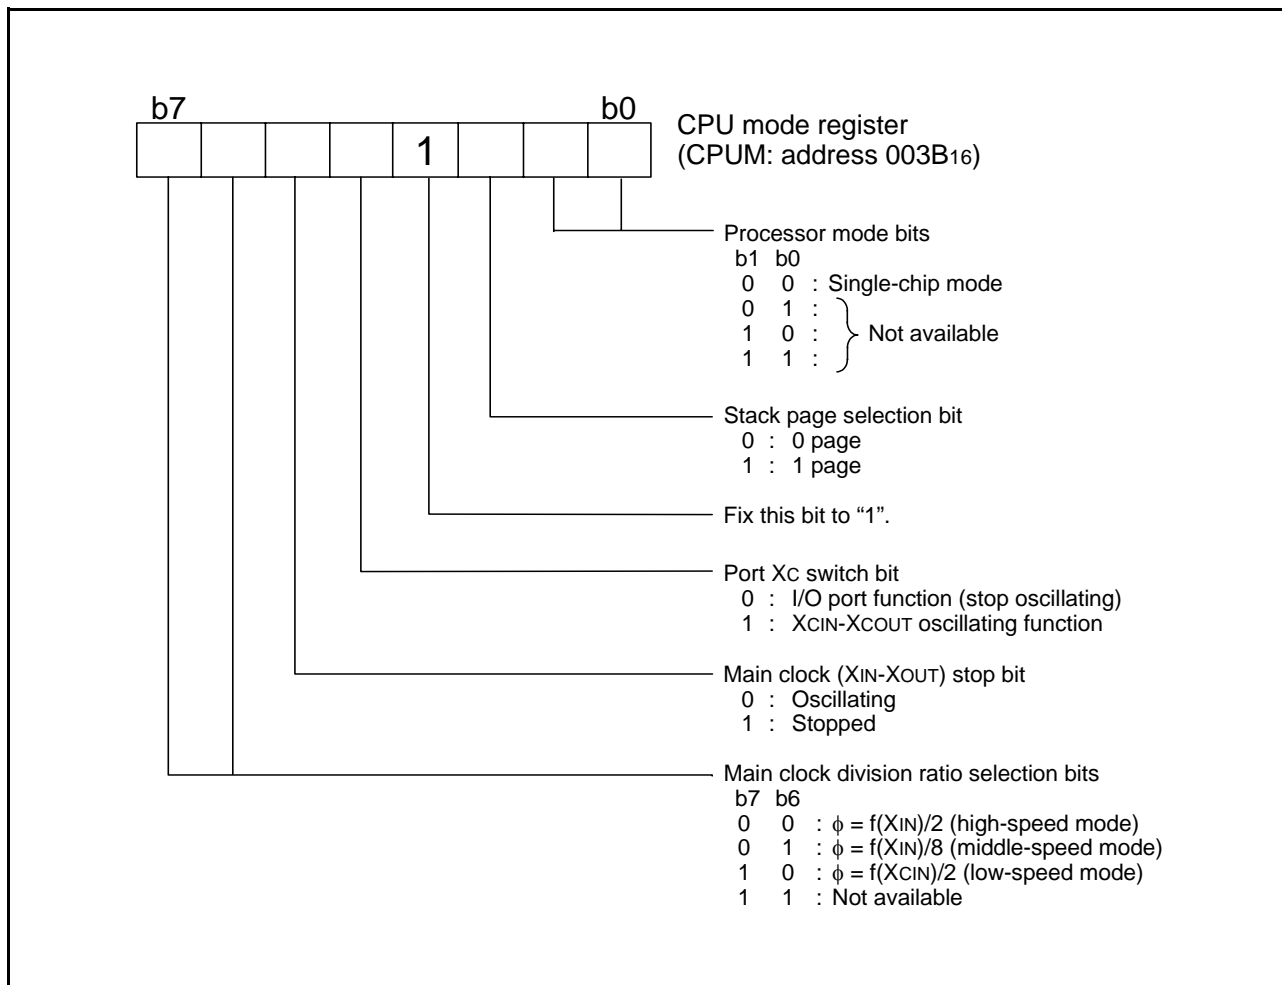 b7 b0
1
CPU mode register
(CPUM: address 003B16)
Processor mode bits
b1 b0
0 0 : Single-chip mode
0 1 :
1 0 : Not available
1 1 :
Stack page selection bit
0 : 0 page
1 : 1 page
Fix this bit to “1”.
Port XC switch bit
0 : I/O port function (stop oscillating)
1 : XCIN-XCOUT oscillating function
Main clock (XIN-XOUT) stop bit
0 : Oscillating
1 : Stopped
Main clock division ratio selection bits
b7 b6
0 0 : φ = f(XIN)/2 (high-speed mode)
0 1 : φ = f(XIN)/8 (middle-speed mode)
1 0 : φ = f(XCIN)/2 (low-speed mode)
1 1 : Not available